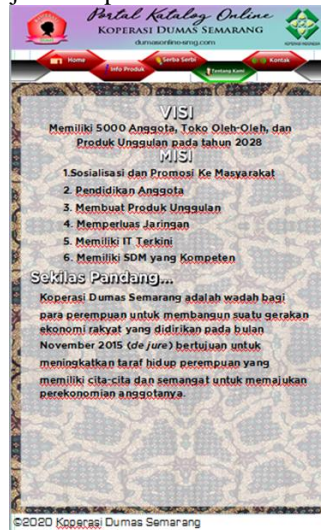 Portal Katalog Online
KOPERASI DUMAS SEMARANG
dumasonline-smg.com
Home
Info Produk
Serba Serbi
Tentang Kami
Kontak
VISI
Memiliki 5000 Anggota, Toko Oleh-Oleh, dan
Produk Unggulan pada tahun 2028
MISI
1.Sosialisasi dan Promosi Ke Masyarakat
2. Pendidikan Anggota
3. Membuat Produk Unggulan
4. Memperluas Jaringan
5. Memiliki IT Terkini
6. Memiliki SDM yang Kompeten
Sekilas Pandang...
Koperasi Dumas Semarang adalah wadah bagi
para perempuan untuk membangun suatu gerakan
ekonomi rakyat yang didirikan pada bulan
November 2015 (de jure) bertujuan untuk
meningkatkan taraf hidup perempuan yang
memiliki cita-cita dan semangat untuk memajukan
perekonomian anggotanya.
©2020 Koperasi Dumas Semarang